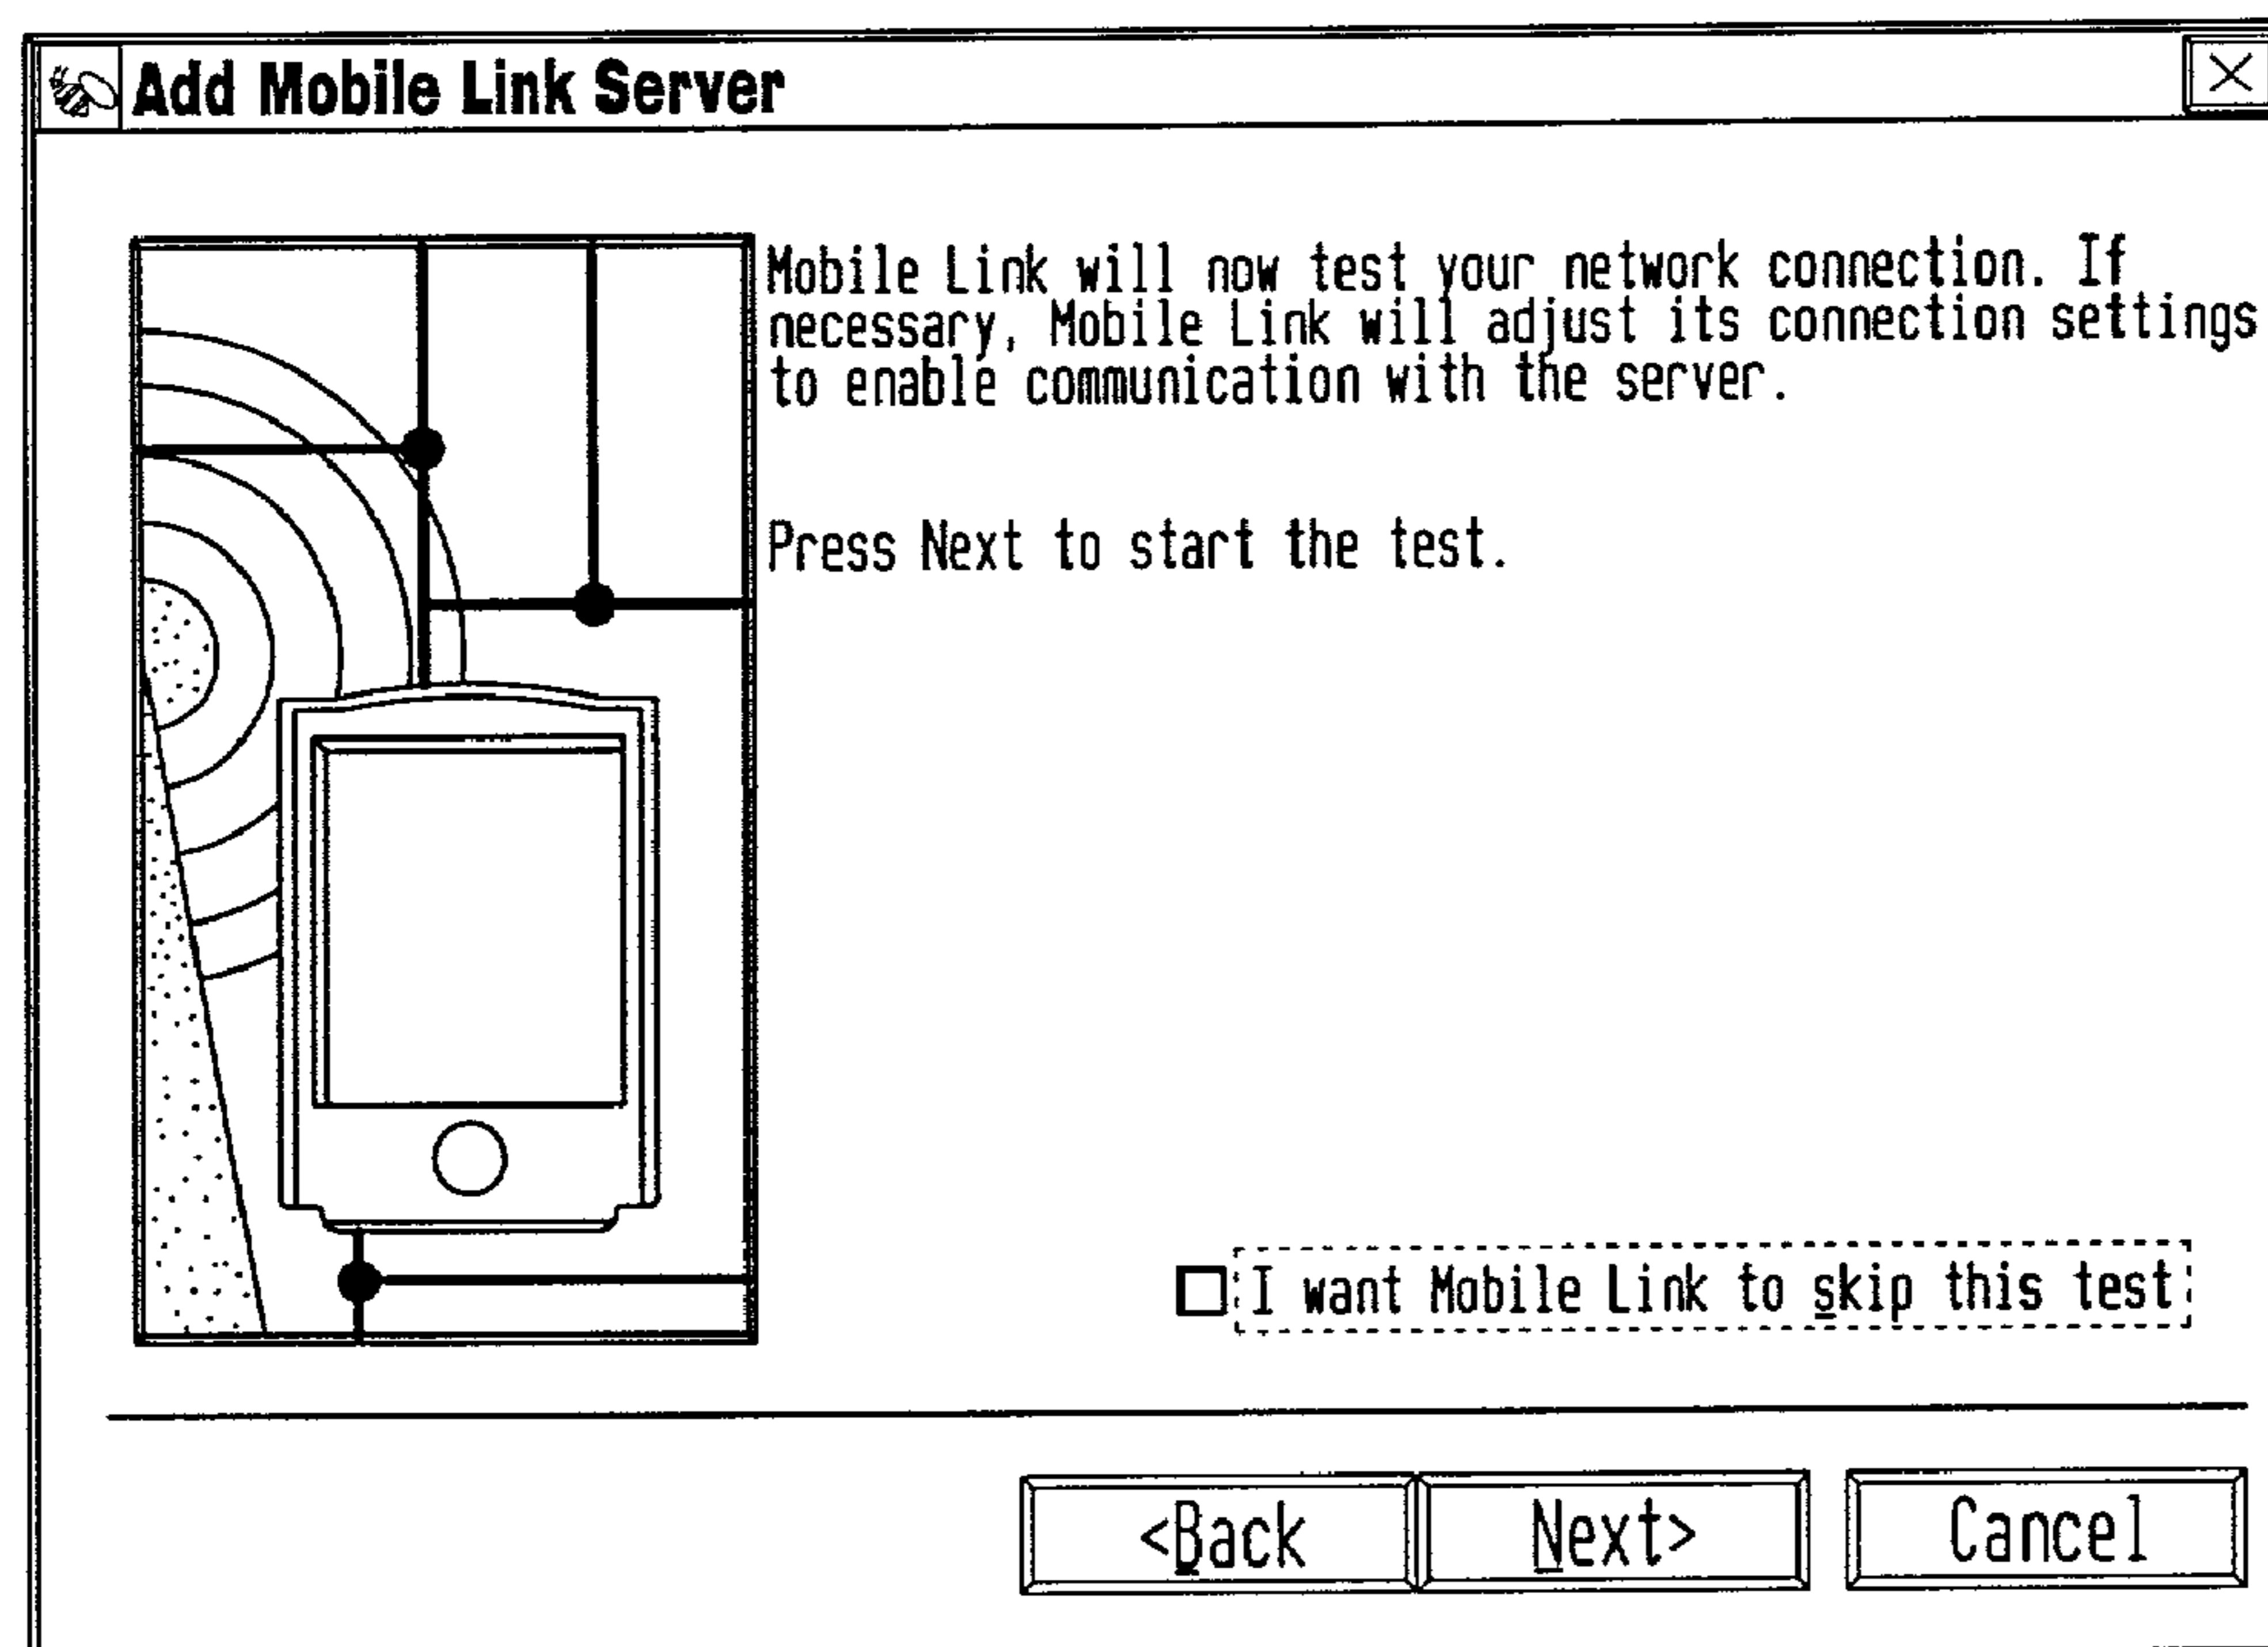 Add Mobile Link Server
Mobile Link will now test your network connection. If
necessary, Mobile Link will adjust its connection settings
to enable communication with the server.
Press Next to start the test.
I want Mobile Link to skip this test
<Back
Next>
Cancel